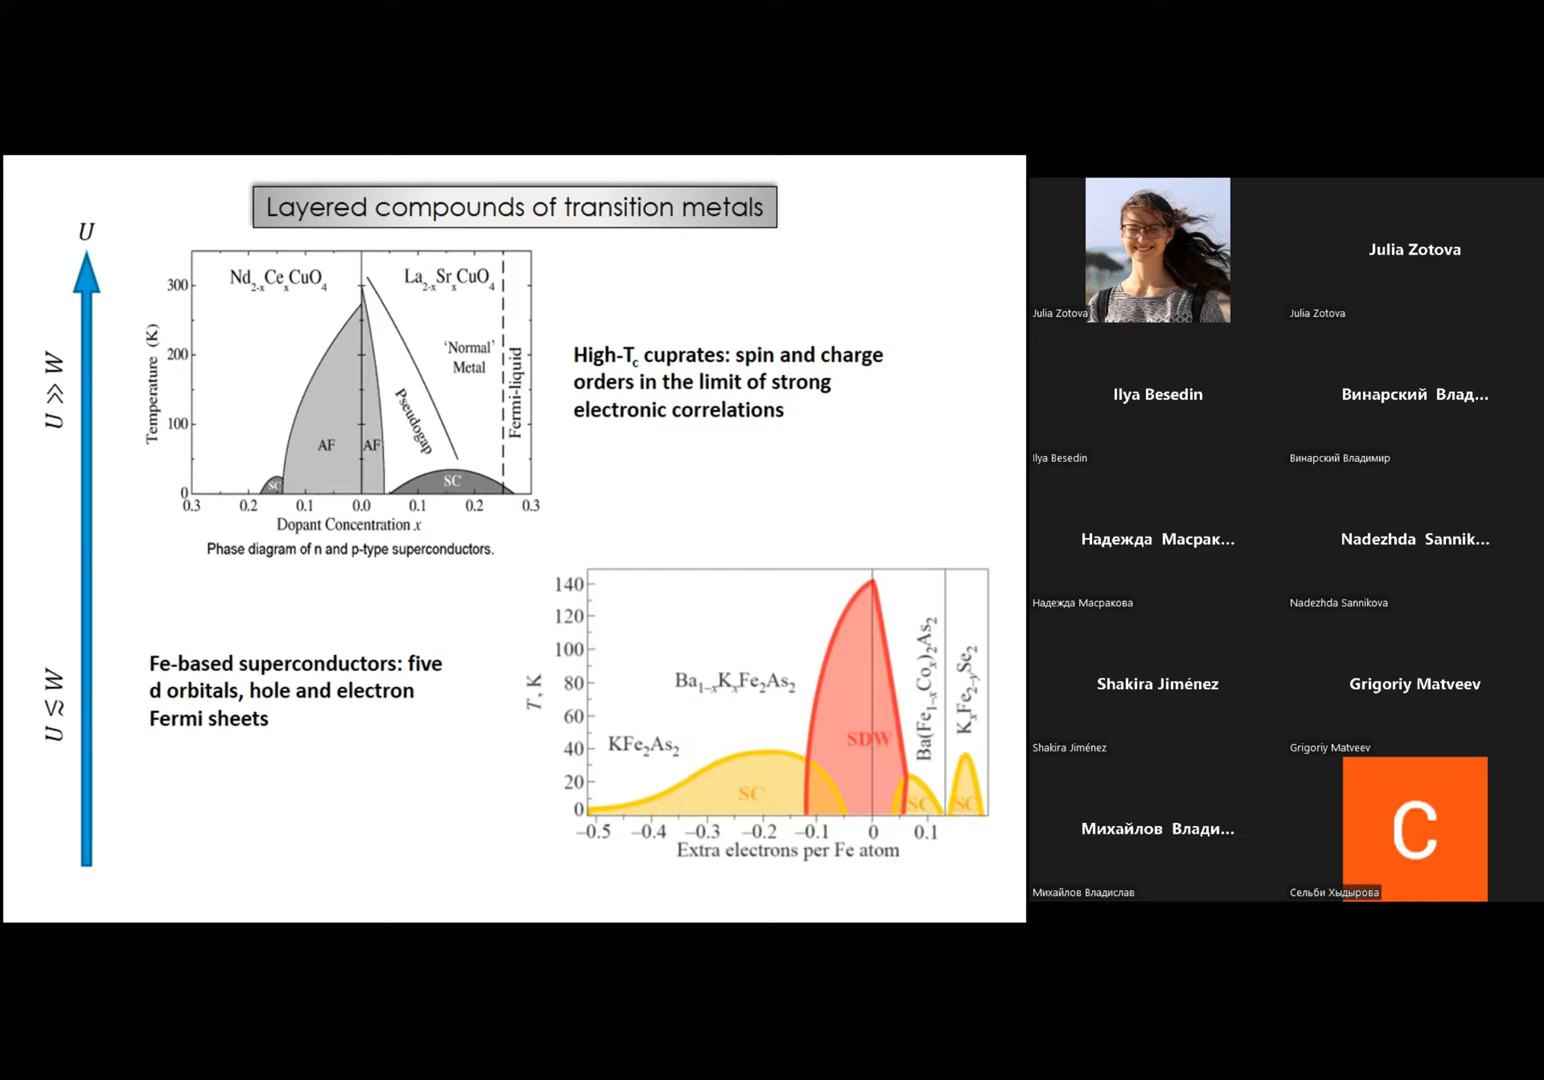 Layered compounds of transition metals
U
U ≫ W
U ≲ W
Nd2-xCexCuO4
La2-xSrxCuO4
Temperature (K)
300
200
100
0
'Normal'
Metal
Pseudogap
Fermi-liquid
AF
AF
SC
SC
0.3 0.2 0.1 0.0 0.1 0.2 0.3
Dopant Concentration x
Phase diagram of n and p-type superconductors.
High-Tc cuprates: spin and charge
orders in the limit of strong
electronic correlations
Fe-based superconductors: five
d orbitals, hole and electron
Fermi sheets
T, K
140
120
100
80
60
40
20
0
Ba1–xKxFe2As2
KFe2As2
SDW
Ba(Fe1–xCox)2As2
KxFe2–ySe2
SC
SC
SC
–0.5 –0.4 –0.3 –0.2 –0.1 0 0.1
Extra electrons per Fe atom
Julia Zotova
Julia Zotova
Julia Zotova
Ilya Besedin
Ilya Besedin
Винарский Влад...
Винарский Владимир
Надежда Масрак...
Надежда Масракова
Nadezhda Sannik...
Nadezhda Sannikova
Shakira Jiménez
Shakira Jiménez
Grigoriy Matveev
Grigoriy Matveev
Михайлов Влади...
Михайлов Владислав
С
Сельби Хыдырова